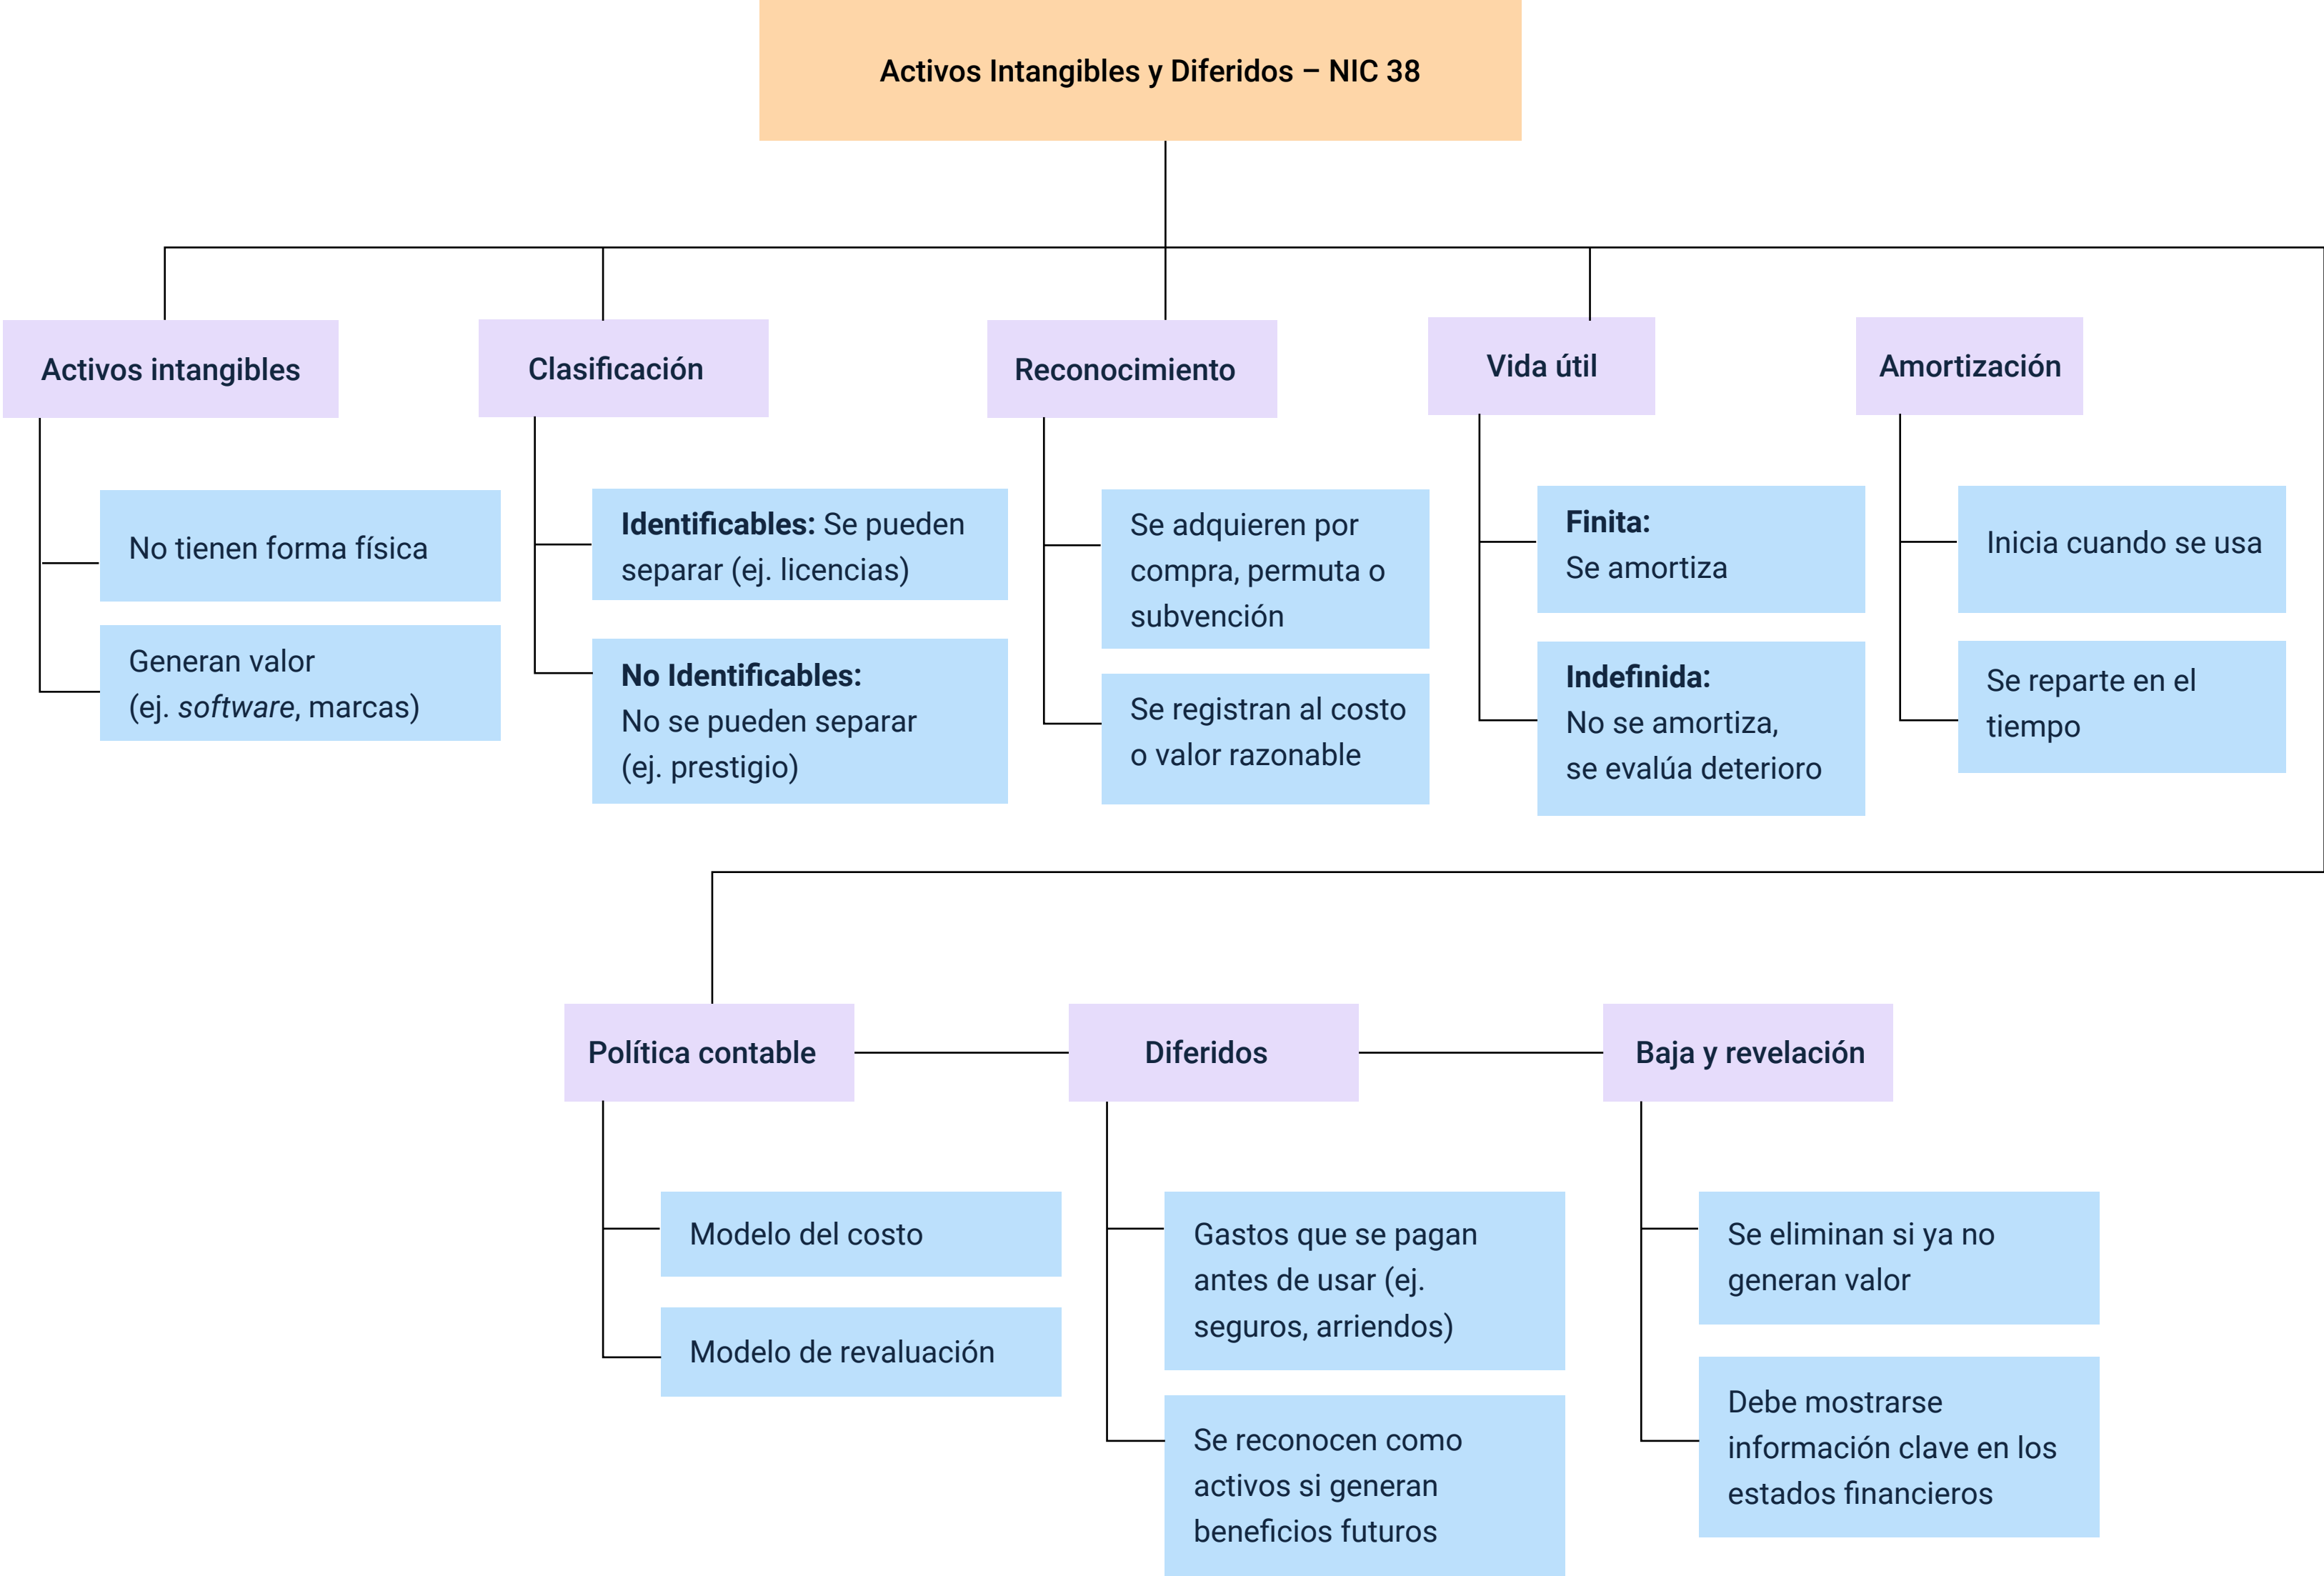 Activos Intangibles y Diferidos – NIC 38
Activos intangibles
No tienen forma física
Generan valor
(ej. software, marcas)
Clasificación
Identificables: Se pueden
separar (ej. licencias)
No Identificables:
No se pueden separar
(ej. prestigio)
Reconocimiento
Se adquieren por
compra, permuta o
subvención
Se registran al costo
o valor razonable
Vida útil
Finita:
Se amortiza
Indefinida:
No se amortiza,
se evalúa deterioro
Amortización
Inicia cuando se usa
Se reparte en el
tiempo
Política contable
Modelo del costo
Modelo de revaluación
Diferidos
Gastos que se pagan
antes de usar (ej.
seguros, arriendos)
Se reconocen como
activos si generan
beneficios futuros
Baja y revelación
Se eliminan si ya no
generan valor
Debe mostrarse
información clave en los
estados financieros